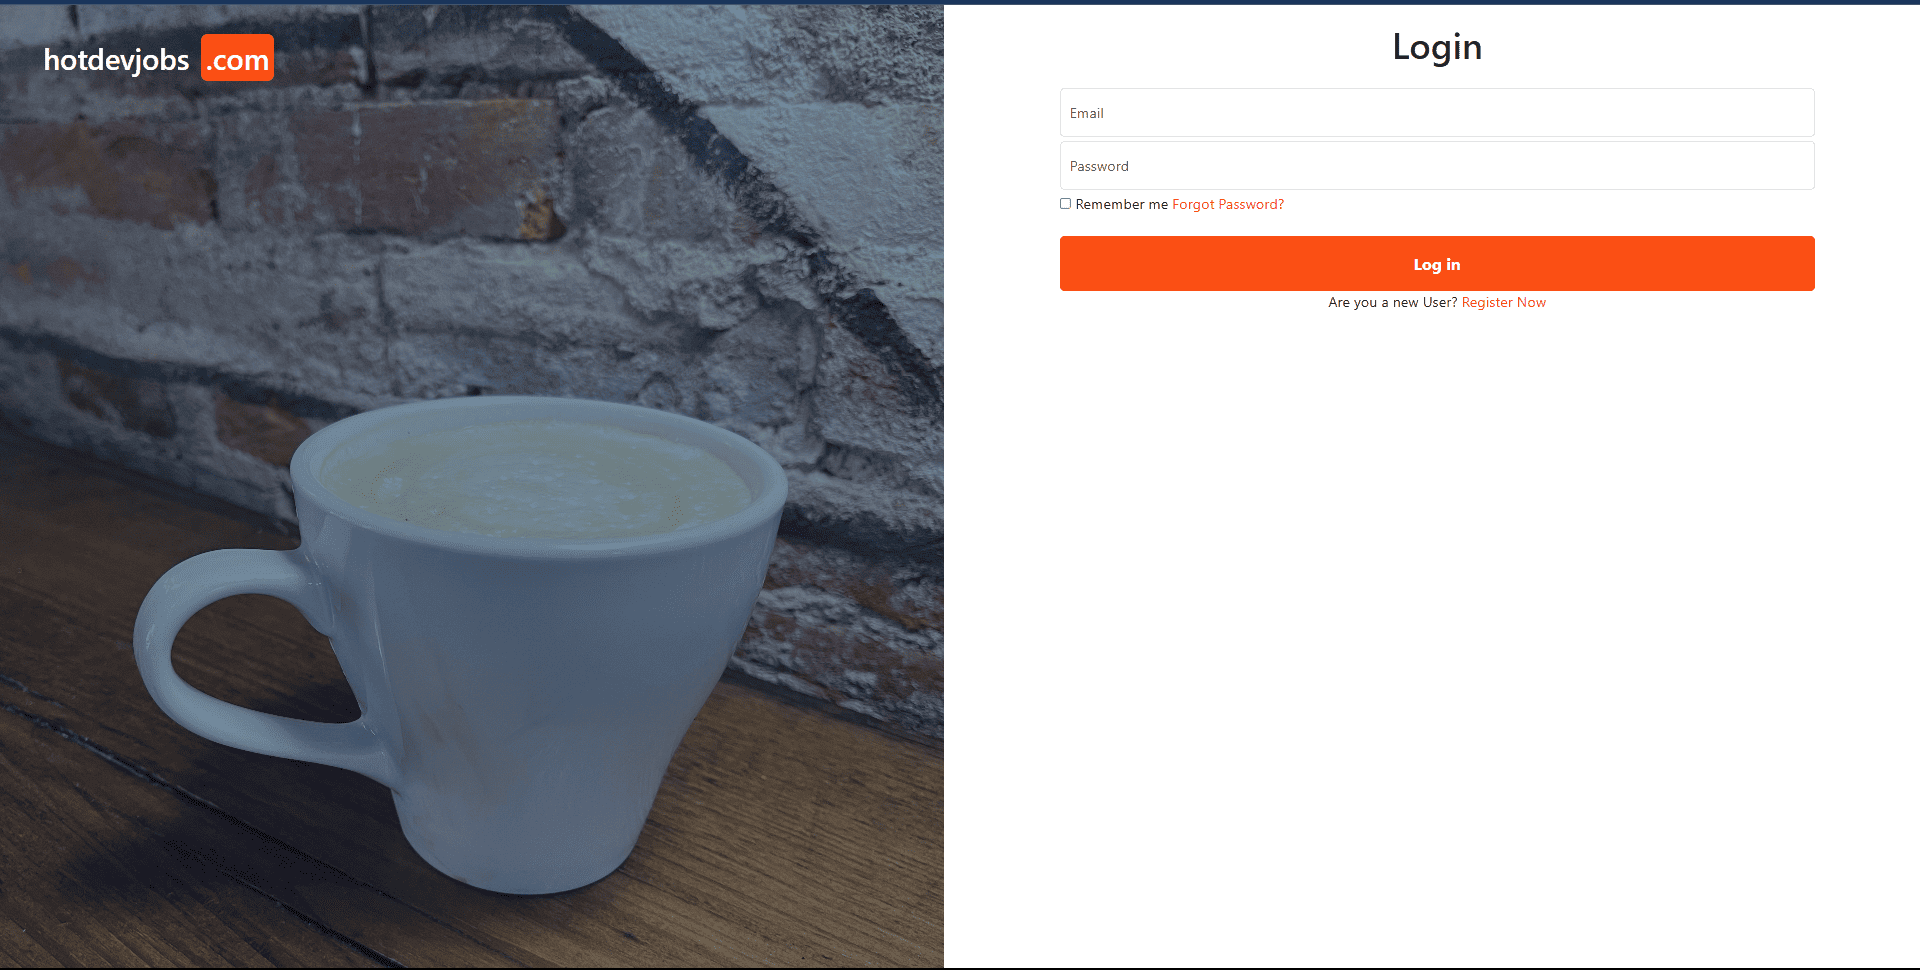 hotdevjobs .com
Login
Email
Password
Remember me Forgot Password?
Log in
Are you a new User? Register Now